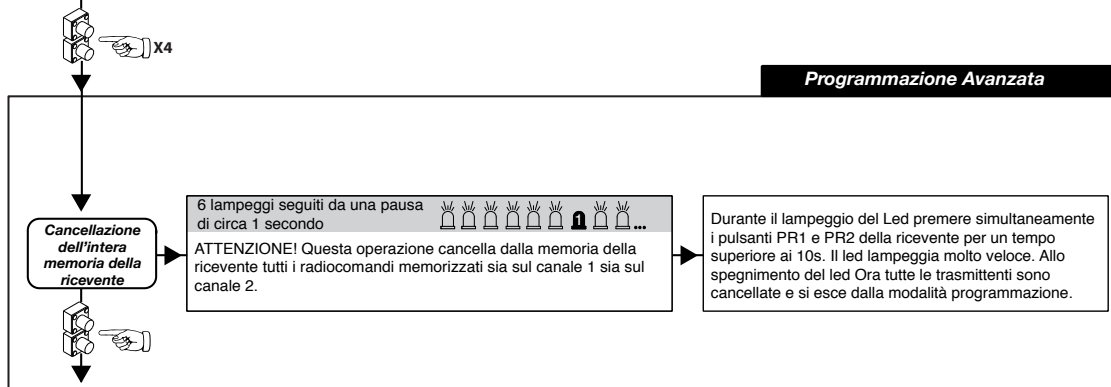 X4
Programmazione Avanzata
Cancellazione
dell'intera
memoria della
ricevente
6 lampeggi seguiti da una pausa
di circa 1 secondo
1
...
ATTENZIONE! Questa operazione cancella dalla memoria della
ricevente tutti i radiocomandi memorizzati sia sul canale 1 sia sul
canale 2.
Durante il lampeggio del Led premere simultaneamente
i pulsanti PR1 e PR2 della ricevente per un tempo
superiore ai 10s. Il led lampeggia molto veloce. Allo
spegnimento del led Ora tutte le trasmittenti sono
cancellate e si esce dalla modalità programmazione.